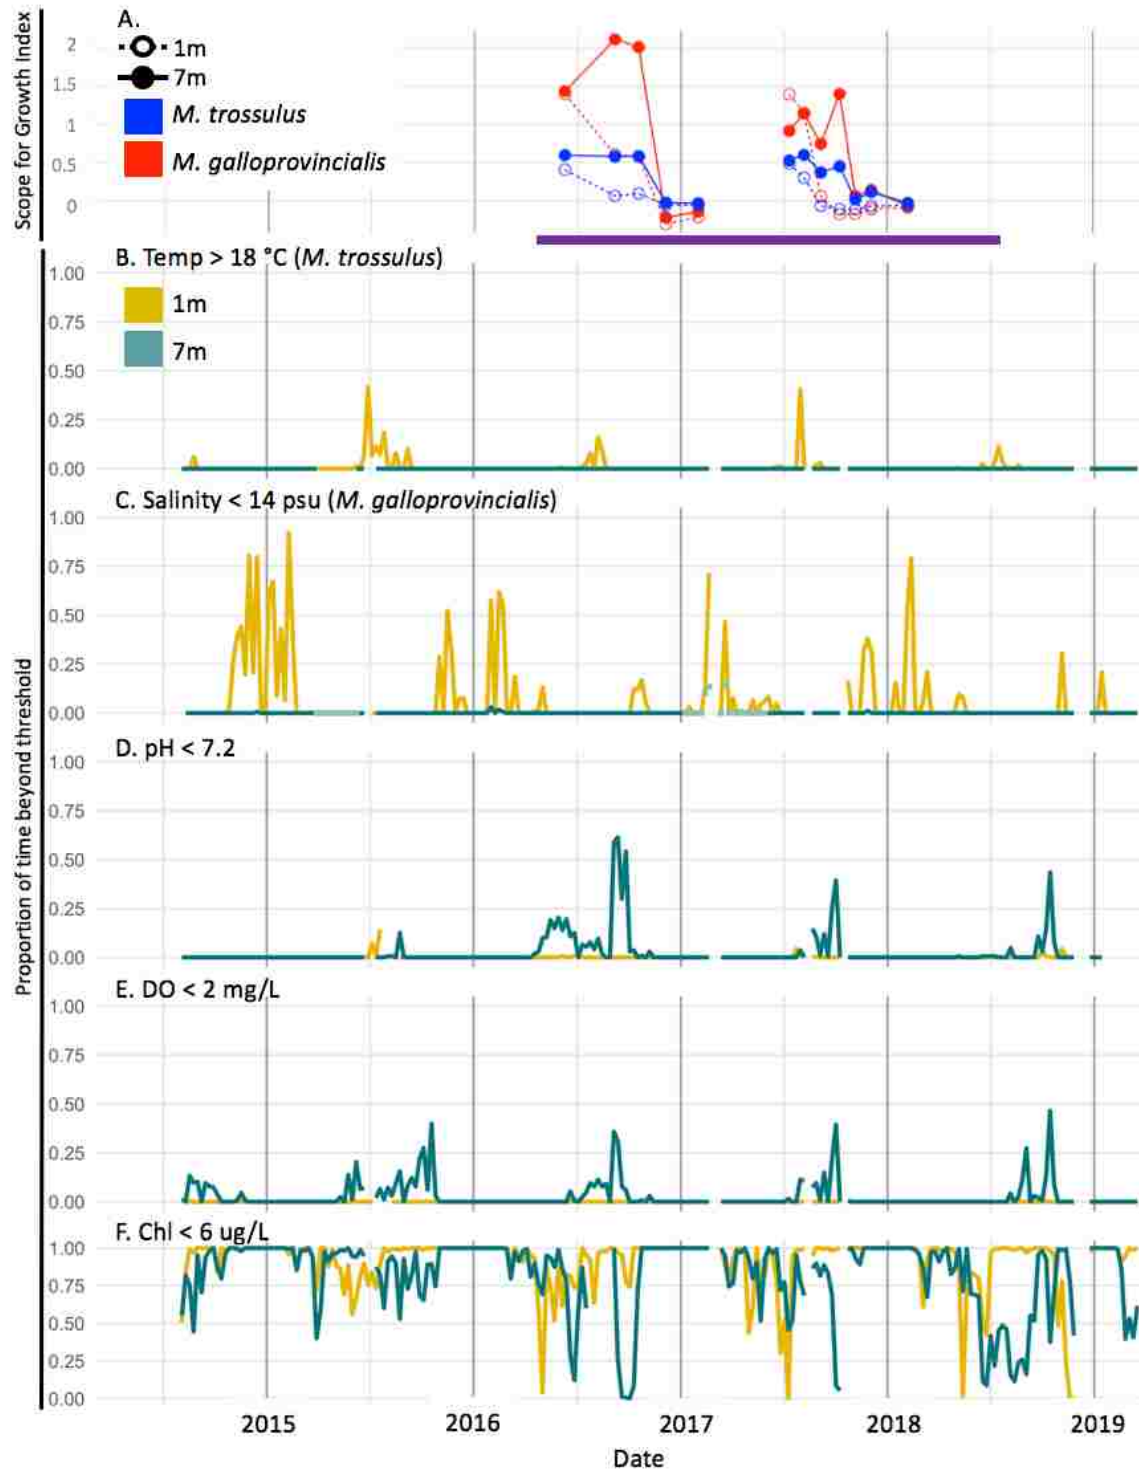 A.
1m
7m
M. trossulus
M. galloprovincialis
Scope for Growth Index
2
1.5
1
0.5
0
B. Temp > 18 °C (M. trossulus)
1m
7m
1.00
0.75
0.50
0.25
0.00
C. Salinity < 14 psu (M. galloprovincialis)
1.00
0.75
0.50
0.25
0.00
Proportion of time beyond threshold
D. pH < 7.2
1.00
0.75
0.50
0.25
0.00
E. DO < 2 mg/L
1.00
0.75
0.50
0.25
0.00
F. Chl < 6 ug/L
1.00
0.75
0.50
0.25
0.00
2015 2016 2017 2018 2019
Date